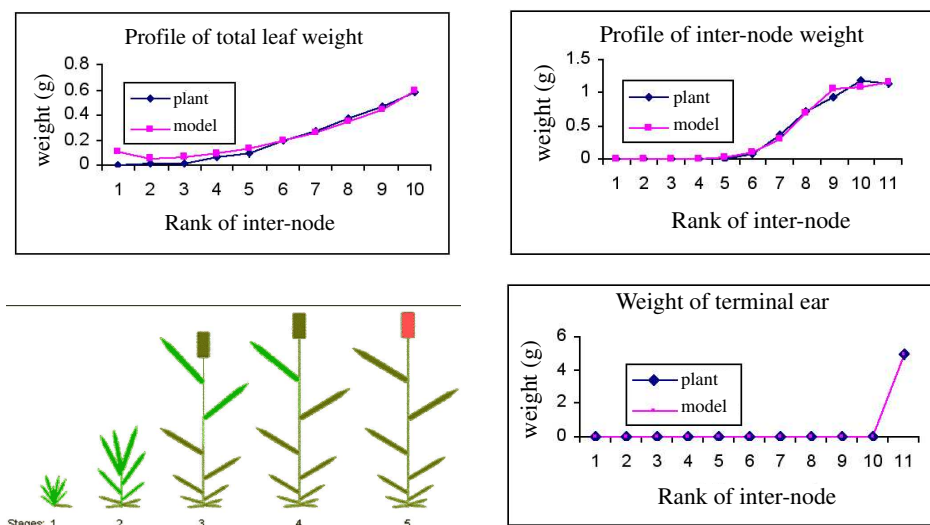 Profile of total leaf weight
weight (g)
0.8
0.6
0.4
0.2
0
plant
model
1 2 3 4 5 6 7 8 9 10
Rank of inter-node
Profile of inter-node weight
weight (g)
1.5
1
0.5
0
plant
model
1 2 3 4 5 6 7 8 9 10 11
Rank of inter-node
Stages: 1 2 3 4 5
Weight of terminal ear
weight (g)
6
4
2
0
plant
model
1 2 3 4 5 6 7 8 9 10 11
Rank of inter-node